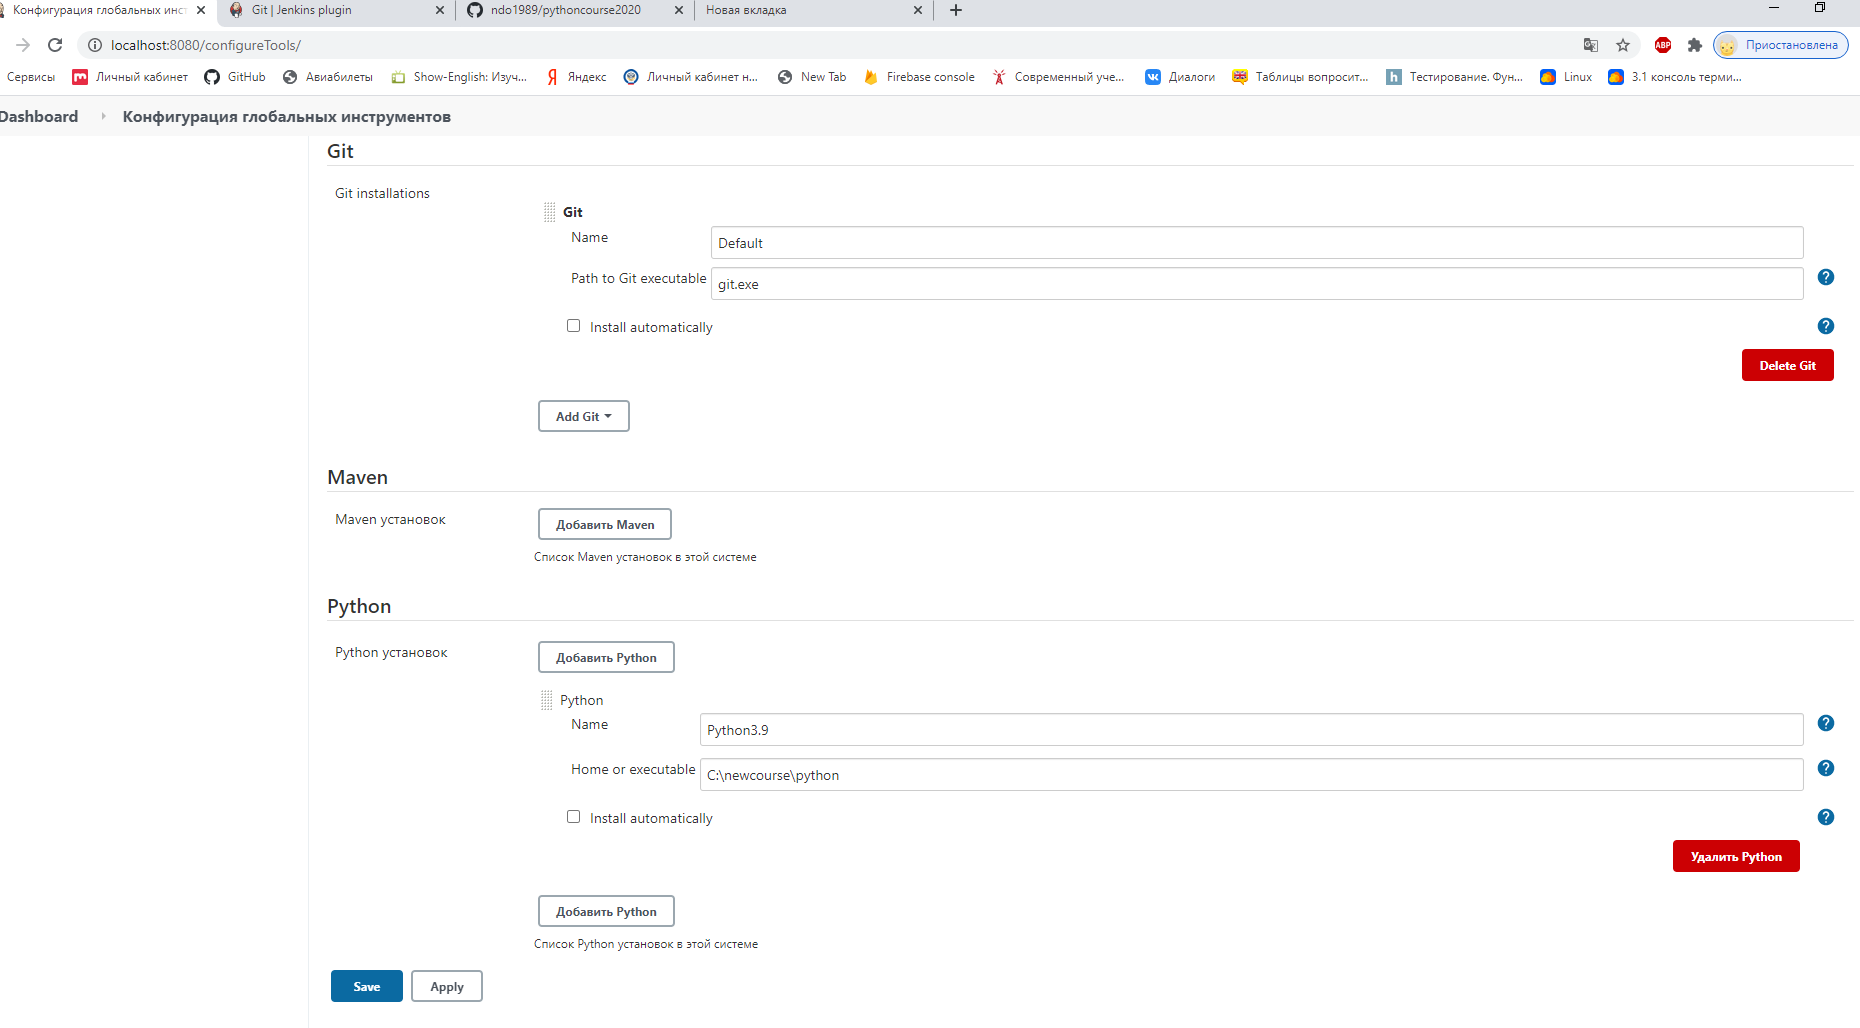 Конфигурация глобальных инст
Git | Jenkins plugin
ndo1989/pythoncourse2020
Новая вкладка
localhost:8080/configureTools/
ABP
Приостановлена
Сервисы
Личный кабинет
GitHub
Авиабилеты
Show-English: Изуч...
Яндекс
Личный кабинет н...
New Tab
Firebase console
Современный уче...
Диалоги
Таблицы вопросит...
Тестирование. Фун...
Linux
3.1 консоль терми...
Dashboard
Конфигурация глобальных инструментов
Git
Git installations
Git
Name
Default
Path to Git executable
git.exe
Install automatically
Delete Git
Add Git
Maven
Maven установок
Добавить Maven
Список Maven установок в этой системе
Python
Python установок
Добавить Python
Python
Name
Python3.9
Home or executable
C:\newcourse\python
Install automatically
Удалить Python
Добавить Python
Список Python установок в этой системе
Save
Apply